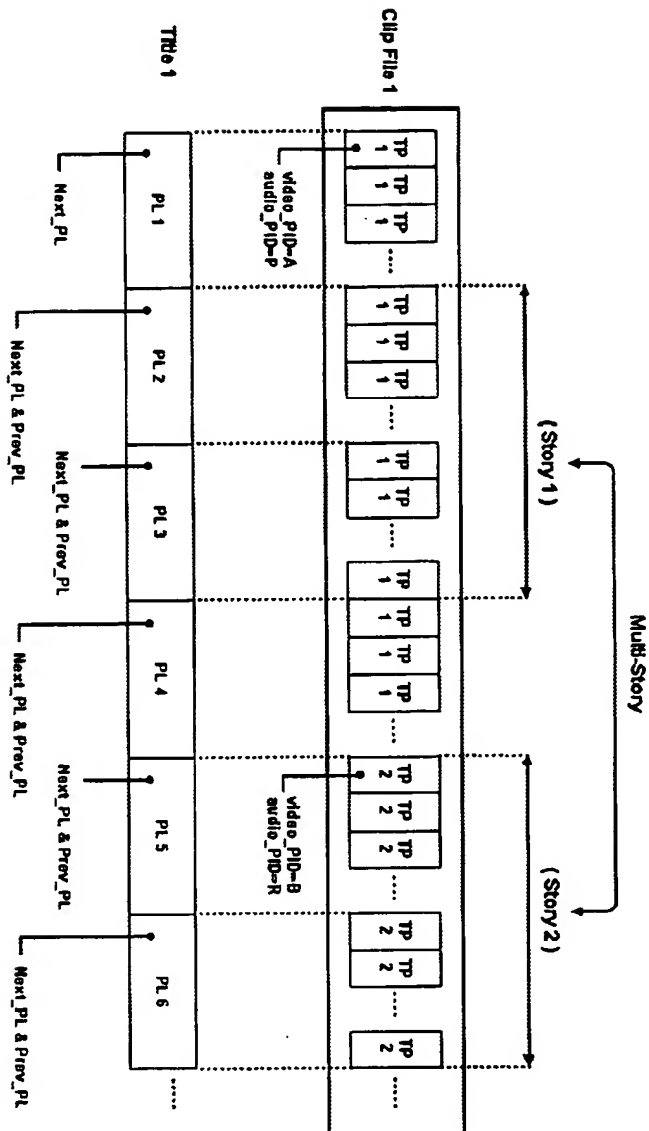 Multi-Story
( Story 1 )
( Story 2 )
Clip File 1
TP 1
TP 1
TP 1
.....
TP 1
TP 1
TP 1
.....
TP 1
TP 1
.....
TP 1
TP 1
TP 1
TP 1
.....
TP 2
TP 2
TP 2
.....
TP 2
TP 2
.....
TP 2
.....
video_PID=A
audio_PID=P
video_PID=B
audio_PID=R
Title 1
PL 1
PL 2
PL 3
PL 4
PL 5
PL 6
.....
Next_PL
Next_PL & Prev_PL
Next_PL & Prev_PL
Next_PL & Prev_PL
Next_PL & Prev_PL
Next_PL & Prev_PL